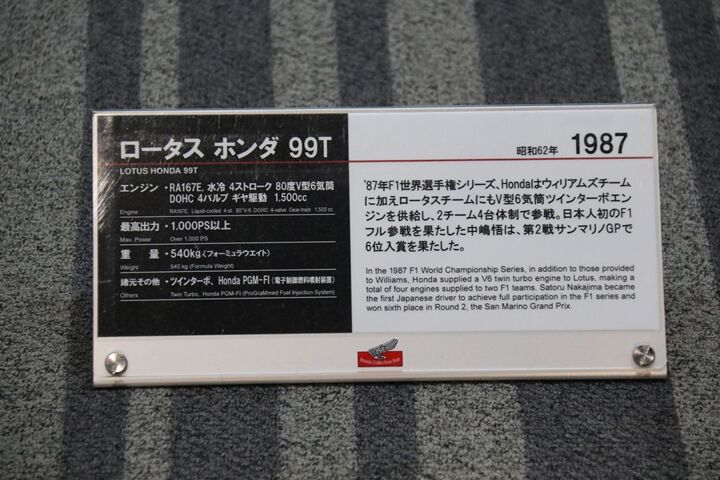 ロータス ホンダ 99T
LOTUS HONDA 99T
エンジン・RA167E、水冷 4ストローク 80度V型6気筒
DOHC 4バルブ ギヤ駆動 1,500cc
Engine RA167E, Liquid-cooled 4-st. 80°V-6 DOHC 4-valve Gear-train 1,500 cc
最高出力・1,000PS以上
Max. Power Over 1,000 PS
重量・540kg(フォーミュラウエイト)
Weight 540 kg (Formula Weight)
諸元その他・ツインターボ、Honda PGM-FI(電子制御燃料噴射装置)
Others Twin Turbo, Honda PGM-FI (ProGraMmed Fuel Injection System)
昭和62年 1987
'87年F1世界選手権シリーズ、Hondaはウィリアムズチーム
に加えロータスチームにもV型6気筒ツインターボエン
ジンを供給し、2チーム4台体制で参戦。日本人初のF1
フル参戦を果たした中嶋悟は、第2戦サンマリノGPで
6位入賞を果たした。
In the 1987 F1 World Championship Series, in addition to those provided
to Williams, Honda supplied a V6 twin turbo engine to Lotus, making a
total of four engines supplied to two F1 teams. Satoru Nakajima became
the first Japanese driver to achieve full participation in the F1 series and
won sixth place in Round 2, the San Marino Grand Prix.
Honda Collection Hall